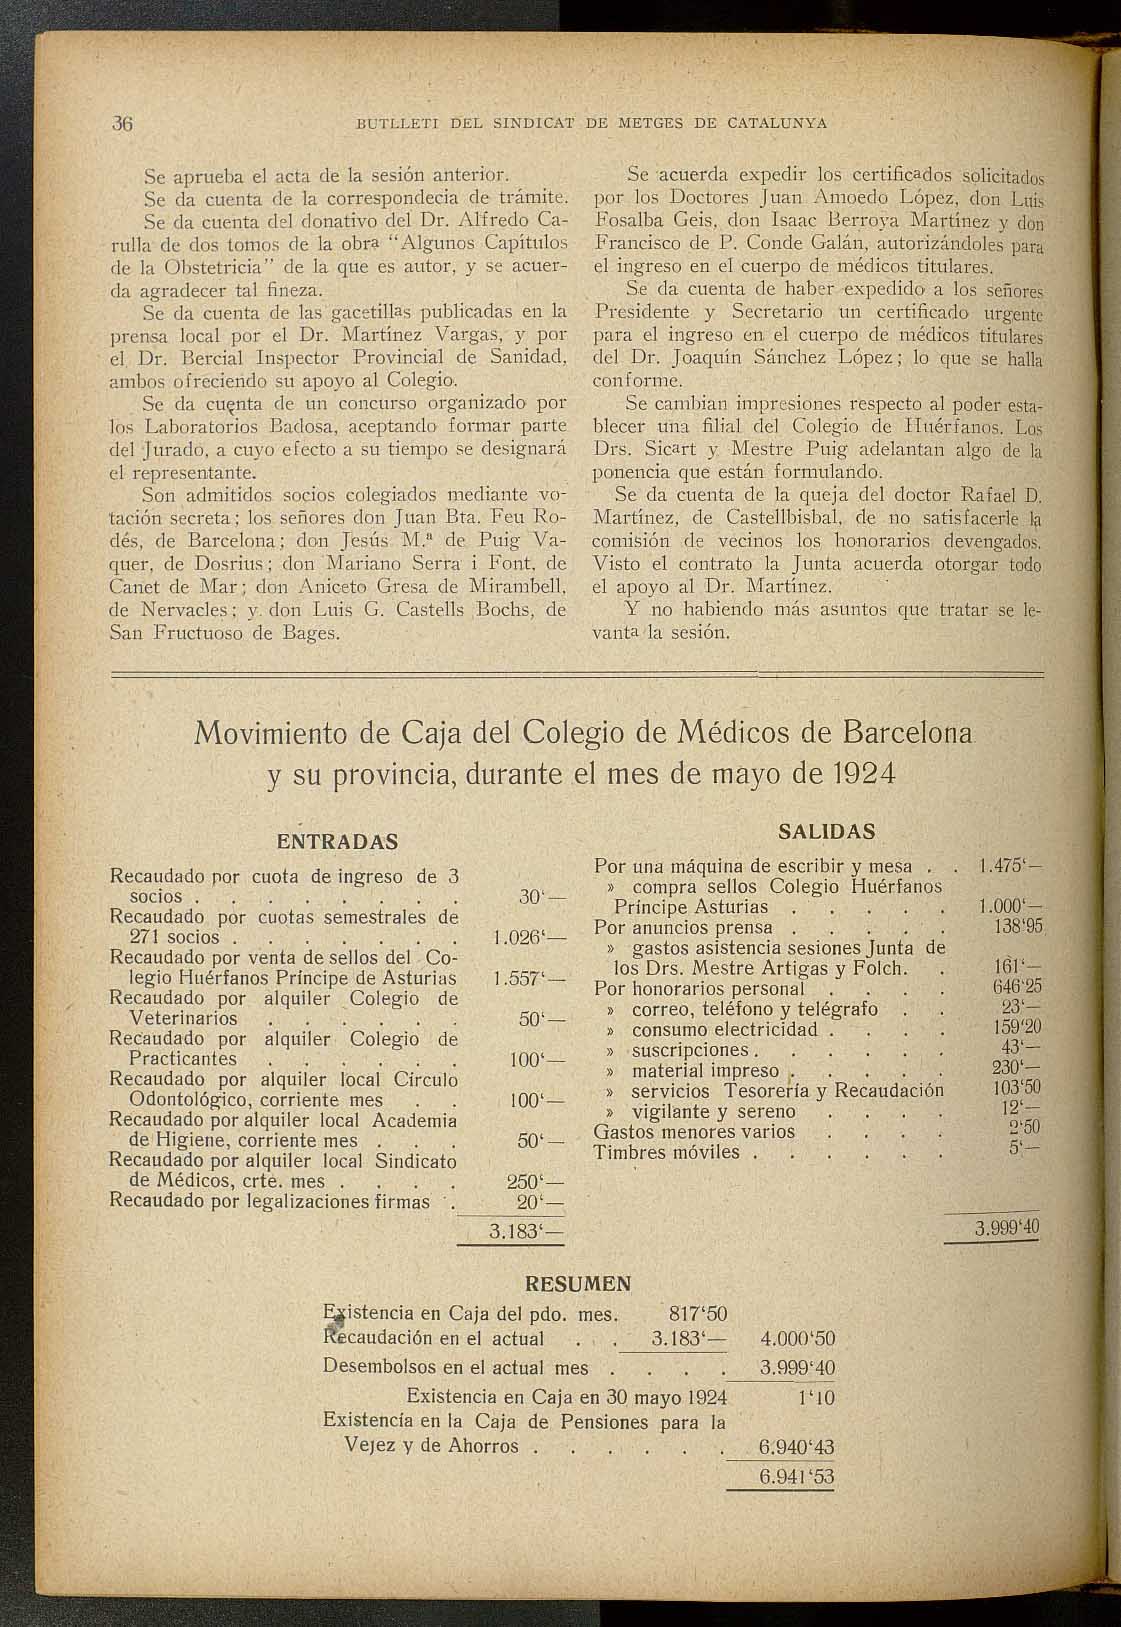 36
BUTLLETI DEL SINDICAT DE METGES DE CATALUNYA
Se aprueba el acta de la sesión anterior.
Se da cuenta de la correspondecia de trámite.
Se da cuenta del donativo del Dr. Alfredo Ca-
rulla de dos tomos de la obra "Algunos Capítulos
de la Obstetricia" de la que es autor, y se acuer-
da agradecer tal fineza.
Se da cuenta de las gacetillas publicadas en la
prensa local por el Dr. Martínez Vargas, y por
el Dr. Bercial Inspector Provincial de Sanidad,
ambos ofreciendo su apoyo al Colegio.
Se da cuenta de un concurso organizado por
los Laboratorios Badosa, aceptando formar parte
del Jurado, a cuyo efecto a su tiempo se designará
el representante.
Son admitidos socios colegiados mediante vo-
tación secreta; los señores don Juan Bta. Feu Ro-
dés, de Barcelona; don Jesús M.ª de Puig Va-
quer, de Dosrius; don Mariano Serra i Font, de
Canet de Mar; don Aniceto Gresa de Mirambell,
de Nervacles; y don Luis G. Castells Bochs, de
San Fructuoso de Bages.
Se acuerda expedir los certificados solicitados
por los Doctores Juan Amoedo López, don Luis
Fosalba Geis, don Isaac Berroya Martínez y don
Francisco de P. Conde Galán, autorizándoles para
el ingreso en el cuerpo de médicos titulares.
Se da cuenta de haber expedido a los señores
Presidente y Secretario un certificado urgente
para el ingreso en el cuerpo de médicos titulares
del Dr. Joaquín Sánchez López; lo que se halla
conforme.
Se cambian impresiones respecto al poder esta-
blecer una filial del Colegio de Huérfanos. Los
Drs. Sicart y Mestre Puig adelantan algo de la
ponencia que están formulando.
Se da cuenta de la queja del doctor Rafael D.
Martínez, de Castellbisbal, de no satisfacerle la
comisión de vecinos los honorarios devengados.
Visto el contrato la Junta acuerda otorgar todo
el apoyo al Dr. Martínez.
Y no habiendo más asuntos que tratar se le-
vanta la sesión.
Movimiento de Caja del Colegio de Médicos de Barcelona
y su provincia, durante el mes de mayo de 1924
ENTRADAS
Recaudado por cuota de ingreso de 3
socios . . . . . . . . 30‘—
Recaudado por cuotas semestrales de
271 socios . . . . . . . 1.026‘—
Recaudado por venta de sellos del Co-
legio Huérfanos Príncipe de Asturias 1.557‘—
Recaudado por alquiler Colegio de
Veterinarios . . . . . . 50‘—
Recaudado por alquiler Colegio de
Practicantes . . . . . . 100‘—
Recaudado por alquiler local Círculo
Odontológico, corriente mes . . 100‘—
Recaudado por alquiler local Academia
de Higiene, corriente mes . . . 50‘—
Recaudado por alquiler local Sindicato
de Médicos, crte. mes . . . . 250‘—
Recaudado por legalizaciones firmas . 20‘—
3.183‘—
SALIDAS
Por una máquina de escribir y mesa . . 1.475‘—
» compra sellos Colegio Huérfanos
Príncipe Asturias . . . . . 1.000‘—
Por anuncios prensa . . . . . 138‘95
» gastos asistencia sesiones Junta de
los Drs. Mestre Artigas y Folch. . 161‘—
Por honorarios personal . . . . 646‘25
» correo, teléfono y telégrafo . . 23‘—
» consumo electricidad . . . . 159‘20
» suscripciones . . . . . . 43‘—
» material impreso . . . . . 230‘—
» servicios Tesorería y Recaudación 103‘50
» vigilante y sereno . . . . 12‘—
Gastos menores varios . . . . 2‘50
Timbres móviles . . . . . . 5‘—
3.999‘40
RESUMEN
Existencia en Caja del pdo. mes. 817‘50
Recaudación en el actual . . 3.183‘— 4.000‘50
Desembolsos en el actual mes . . . . 3.999‘40
Existencia en Caja en 30 mayo 1924 1‘10
Existencia en la Caja de Pensiones para la
Vejez y de Ahorros . . . . . . 6.940‘43
6.941‘53